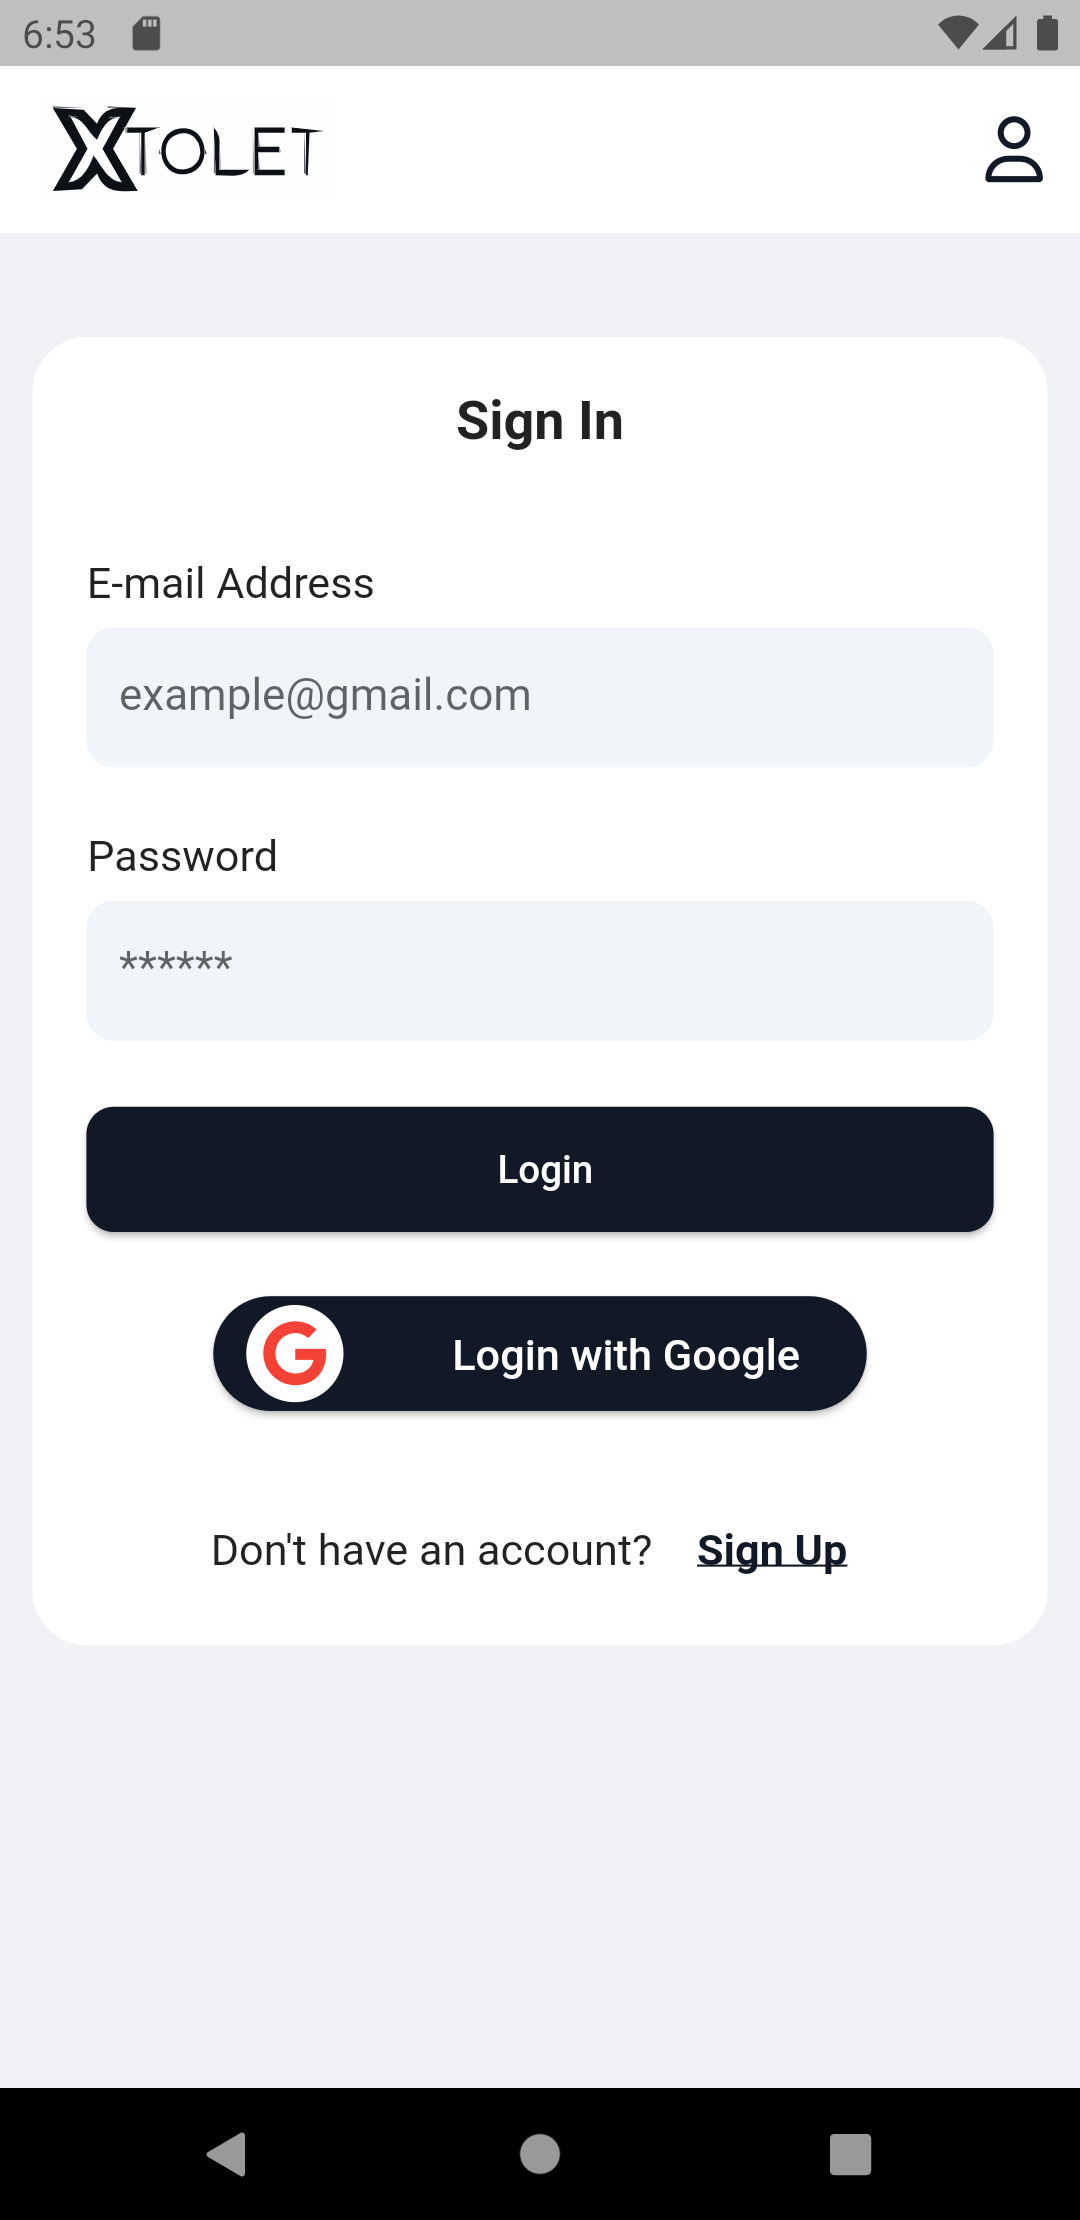 6:53
XTOLET
Sign In
E-mail Address
example@gmail.com
Password
******
Login
G
Login with Google
Don't have an account? Sign Up